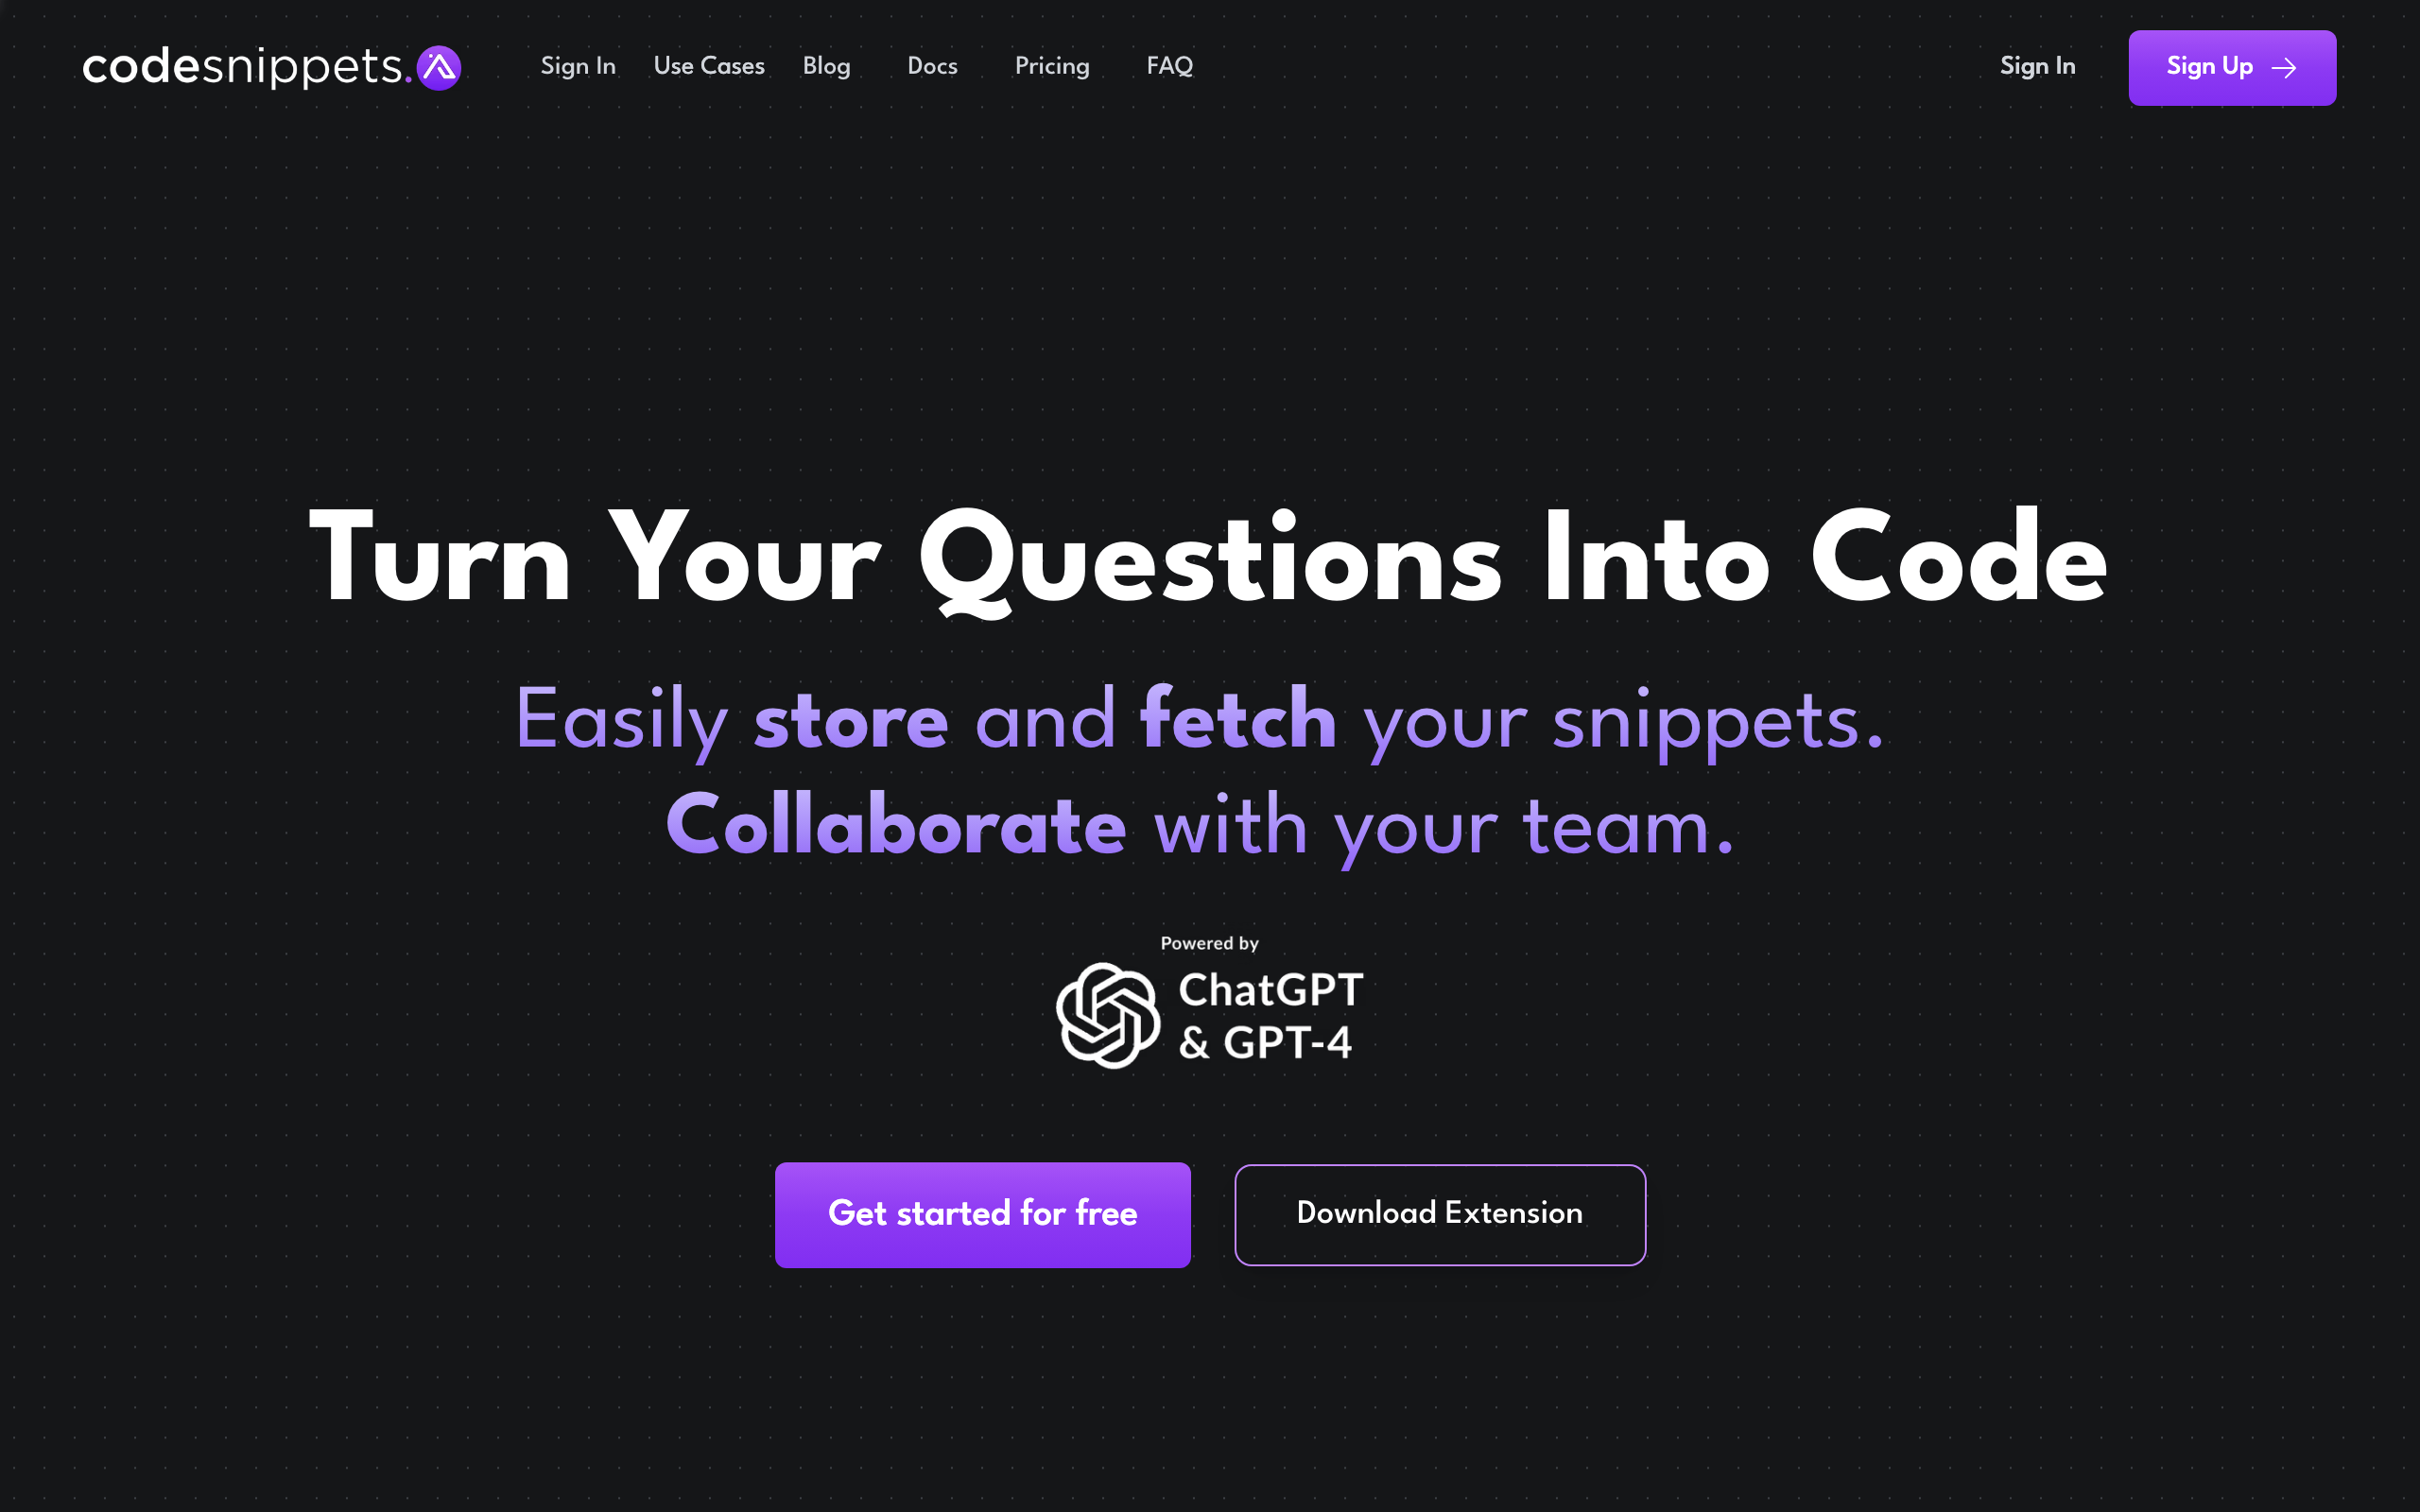 codesnippets.
Sign In Use Cases Blog Docs Pricing FAQ Sign In Sign Up
Turn Your Questions Into Code
Easily store and fetch your snippets.
Collaborate with your team.
Powered by
ChatGPT
& GPT-4
Get started for free Download Extension